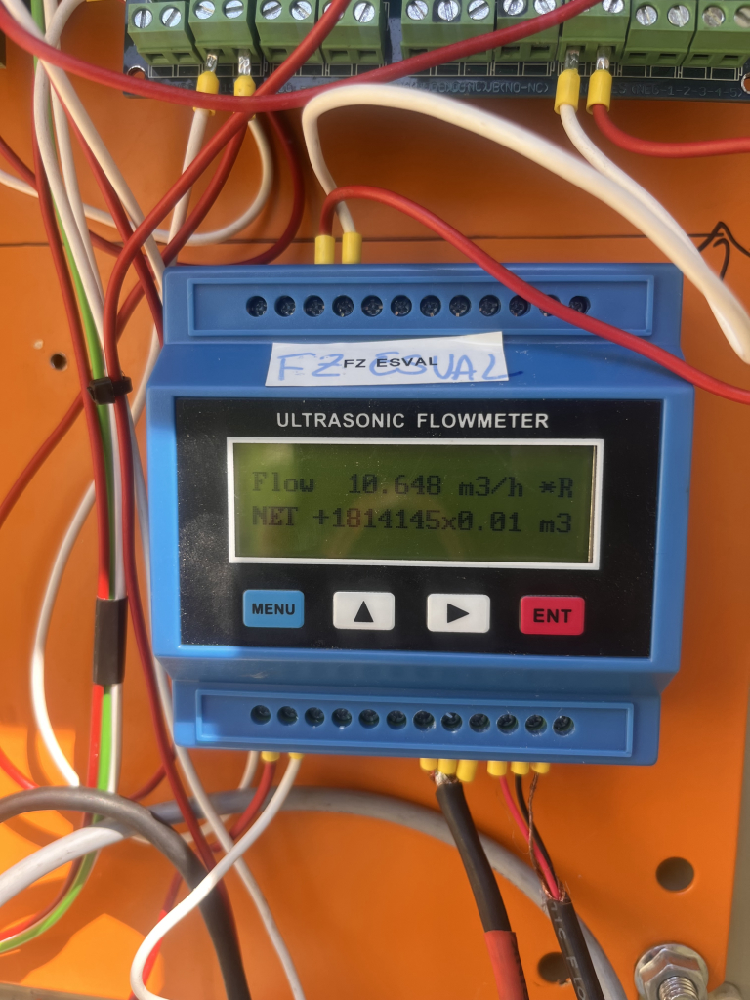 FZ ESVAL
FZ ESVAL
ULTRASONIC FLOWMETER
Flow 10.648 m3/h *R
NET +1814145x0.01 m3
MENU
ENT